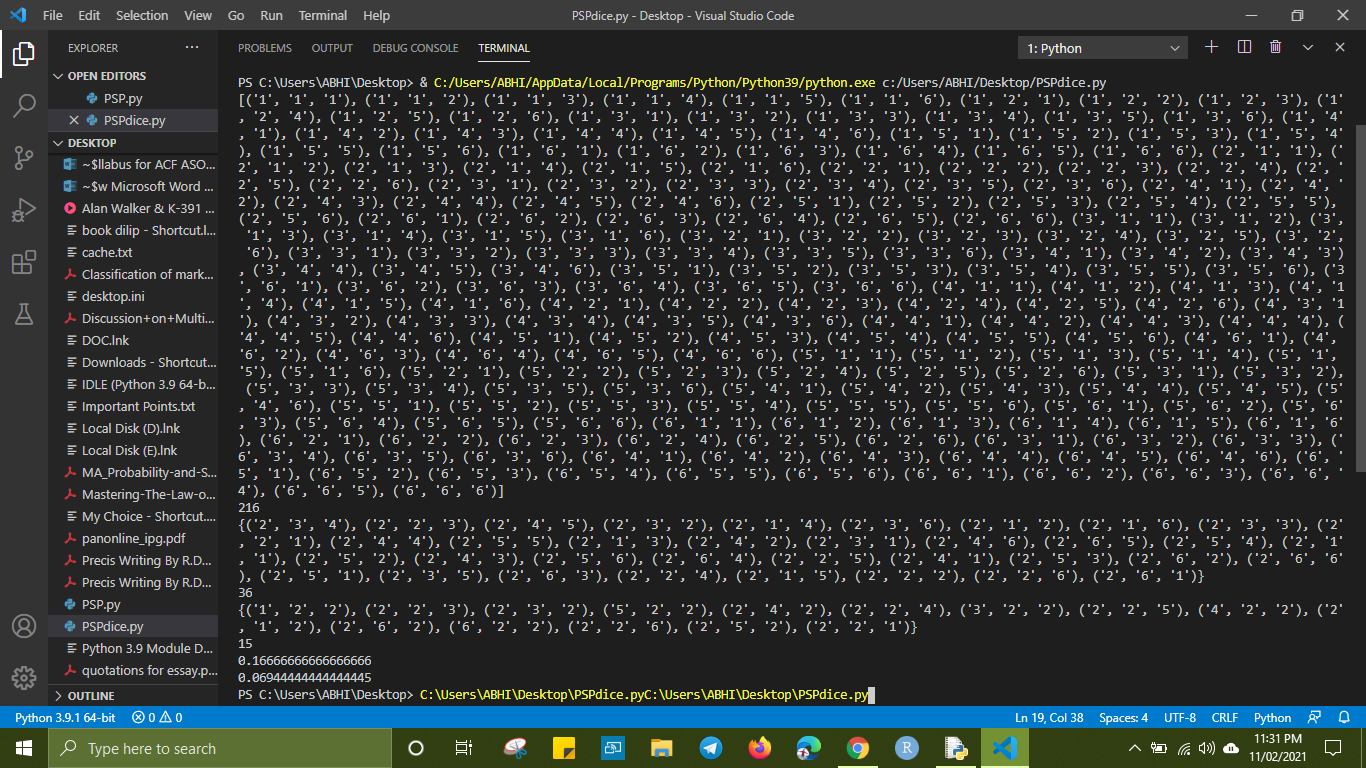 File Edit Selection View Go Run Terminal Help
PSPdice.py - Desktop - Visual Studio Code
EXPLORER
OPEN EDITORS
PSP.py
PSPdice.py
DESKTOP
~$llabus for ACF ASO...
~$w Microsoft Word ...
Alan Walker & K-391 ...
book dilip - Shortcut.l...
cache.txt
Classification of mark...
desktop.ini
Discussion+on+Multi...
DOC.lnk
Downloads - Shortcut...
IDLE (Python 3.9 64-b...
Important Points.txt
Local Disk (D).lnk
Local Disk (E).lnk
MA_Probability-and-S...
Mastering-The-Law-o...
My Choice - Shortcut....
panonline_ipg.pdf
Precis Writing By R.D...
Precis Writing By R.D...
PSP.py
PSPdice.py
Python 3.9 Module D...
quotations for essay.p...
OUTLINE
PROBLEMS OUTPUT DEBUG CONSOLE TERMINAL
1: Python
PS C:\Users\ABHI\Desktop> & C:/Users/ABHI/AppData/Local/Programs/Python/Python39/python.exe c:/Users/ABHI/Desktop/PSPdice.py
[('1', '1', '1'), ('1', '1', '2'), ('1', '1', '3'), ('1', '1', '4'), ('1', '1', '5'), ('1', '1', '6'), ('1', '2', '1'), ('1', '2', '2'), ('1', '2', '3'), ('1'
, '2', '4'), ('1', '2', '5'), ('1', '2', '6'), ('1', '3', '1'), ('1', '3', '2'), ('1', '3', '3'), ('1', '3', '4'), ('1', '3', '5'), ('1', '3', '6'), ('1', '4'
, '1'), ('1', '4', '2'), ('1', '4', '3'), ('1', '4', '4'), ('1', '4', '5'), ('1', '4', '6'), ('1', '5', '1'), ('1', '5', '2'), ('1', '5', '3'), ('1', '5', '4'
), ('1', '5', '5'), ('1', '5', '6'), ('1', '6', '1'), ('1', '6', '2'), ('1', '6', '3'), ('1', '6', '4'), ('1', '6', '5'), ('1', '6', '6'), ('2', '1', '1'), ('
2', '1', '2'), ('2', '1', '3'), ('2', '1', '4'), ('2', '1', '5'), ('2', '1', '6'), ('2', '2', '1'), ('2', '2', '2'), ('2', '2', '3'), ('2', '2', '4'), ('2',
'2', '5'), ('2', '2', '6'), ('2', '3', '1'), ('2', '3', '2'), ('2', '3', '3'), ('2', '3', '4'), ('2', '3', '5'), ('2', '3', '6'), ('2', '4', '1'), ('2', '4', '
2'), ('2', '4', '3'), ('2', '4', '4'), ('2', '4', '5'), ('2', '4', '6'), ('2', '5', '1'), ('2', '5', '2'), ('2', '5', '3'), ('2', '5', '4'), ('2', '5', '5'),
('2', '5', '6'), ('2', '6', '1'), ('2', '6', '2'), ('2', '6', '3'), ('2', '6', '4'), ('2', '6', '5'), ('2', '6', '6'), ('3', '1', '1'), ('3', '1', '2'), ('3',
'1', '3'), ('3', '1', '4'), ('3', '1', '5'), ('3', '1', '6'), ('3', '2', '1'), ('3', '2', '2'), ('3', '2', '3'), ('3', '2', '4'), ('3', '2', '5'), ('3', '2',
'6'), ('3', '3', '1'), ('3', '3', '2'), ('3', '3', '3'), ('3', '3', '4'), ('3', '3', '5'), ('3', '3', '6'), ('3', '4', '1'), ('3', '4', '2'), ('3', '4', '3')
, ('3', '4', '4'), ('3', '4', '5'), ('3', '4', '6'), ('3', '5', '1'), ('3', '5', '2'), ('3', '5', '3'), ('3', '5', '4'), ('3', '5', '5'), ('3', '5', '6'), ('3'
, '6', '1'), ('3', '6', '2'), ('3', '6', '3'), ('3', '6', '4'), ('3', '6', '5'), ('3', '6', '6'), ('4', '1', '1'), ('4', '1', '2'), ('4', '1', '3'), ('4', '1'
, '4'), ('4', '1', '5'), ('4', '1', '6'), ('4', '2', '1'), ('4', '2', '2'), ('4', '2', '3'), ('4', '2', '4'), ('4', '2', '5'), ('4', '2', '6'), ('4', '3', '1'
), ('4', '3', '2'), ('4', '3', '3'), ('4', '3', '4'), ('4', '3', '5'), ('4', '3', '6'), ('4', '4', '1'), ('4', '4', '2'), ('4', '4', '3'), ('4', '4', '4'), (
'4', '4', '5'), ('4', '4', '6'), ('4', '5', '1'), ('4', '5', '2'), ('4', '5', '3'), ('4', '5', '4'), ('4', '5', '5'), ('4', '5', '6'), ('4', '6', '1'), ('4',
'6', '2'), ('4', '6', '3'), ('4', '6', '4'), ('4', '6', '5'), ('4', '6', '6'), ('5', '1', '1'), ('5', '1', '2'), ('5', '1', '3'), ('5', '1', '4'), ('5', '1',
'5'), ('5', '1', '6'), ('5', '2', '1'), ('5', '2', '2'), ('5', '2', '3'), ('5', '2', '4'), ('5', '2', '5'), ('5', '2', '6'), ('5', '3', '1'), ('5', '3', '2'),
('5', '3', '3'), ('5', '3', '4'), ('5', '3', '5'), ('5', '3', '6'), ('5', '4', '1'), ('5', '4', '2'), ('5', '4', '3'), ('5', '4', '4'), ('5', '4', '5'), ('5',
'4', '6'), ('5', '5', '1'), ('5', '5', '2'), ('5', '5', '3'), ('5', '5', '4'), ('5', '5', '5'), ('5', '5', '6'), ('5', '6', '1'), ('5', '6', '2'), ('5', '6'
, '3'), ('5', '6', '4'), ('5', '6', '5'), ('5', '6', '6'), ('6', '1', '1'), ('6', '1', '2'), ('6', '1', '3'), ('6', '1', '4'), ('6', '1', '5'), ('6', '1', '6'
), ('6', '2', '1'), ('6', '2', '2'), ('6', '2', '3'), ('6', '2', '4'), ('6', '2', '5'), ('6', '2', '6'), ('6', '3', '1'), ('6', '3', '2'), ('6', '3', '3'), ('
6', '3', '4'), ('6', '3', '5'), ('6', '3', '6'), ('6', '4', '1'), ('6', '4', '2'), ('6', '4', '3'), ('6', '4', '4'), ('6', '4', '5'), ('6', '4', '6'), ('6', '
5', '1'), ('6', '5', '2'), ('6', '5', '3'), ('6', '5', '4'), ('6', '5', '5'), ('6', '5', '6'), ('6', '6', '1'), ('6', '6', '2'), ('6', '6', '3'), ('6', '6', '
4'), ('6', '6', '5'), ('6', '6', '6')]
216
{('2', '3', '4'), ('2', '2', '3'), ('2', '4', '5'), ('2', '3', '2'), ('2', '1', '4'), ('2', '3', '6'), ('2', '1', '2'), ('2', '1', '6'), ('2', '3', '3'), ('2'
, '2', '1'), ('2', '4', '4'), ('2', '5', '5'), ('2', '1', '3'), ('2', '3', '1'), ('2', '4', '6'), ('2', '6', '5'), ('2', '5', '4'), ('2', '4', '2'), ('2', '1'
, '1'), ('2', '5', '2'), ('2', '4', '3'), ('2', '5', '6'), ('2', '6', '4'), ('2', '2', '5'), ('2', '4', '1'), ('2', '5', '3'), ('2', '6', '2'), ('2', '6', '6'
), ('2', '5', '1'), ('2', '3', '5'), ('2', '6', '3'), ('2', '2', '4'), ('2', '1', '5'), ('2', '2', '2'), ('2', '2', '6'), ('2', '6', '1')}
36
{('1', '2', '2'), ('2', '2', '3'), ('2', '3', '2'), ('5', '2', '2'), ('2', '4', '2'), ('2', '2', '4'), ('3', '2', '2'), ('2', '2', '5'), ('4', '2', '2'), ('2'
, '1', '2'), ('2', '6', '2'), ('6', '2', '2'), ('2', '2', '6'), ('2', '5', '2'), ('2', '2', '1')}
15
0.16666666666666666
0.06944444444444445
PS C:\Users\ABHI\Desktop> C:\Users\ABHI\Desktop\PSPdice.pyC:\Users\ABHI\Desktop\PSPdice.py
Python 3.9.1 64-bit 0 0 Ln 19, Col 38 Spaces: 4 UTF-8 CRLF Python
Type here to search
R
11:31 PM
11/02/2021